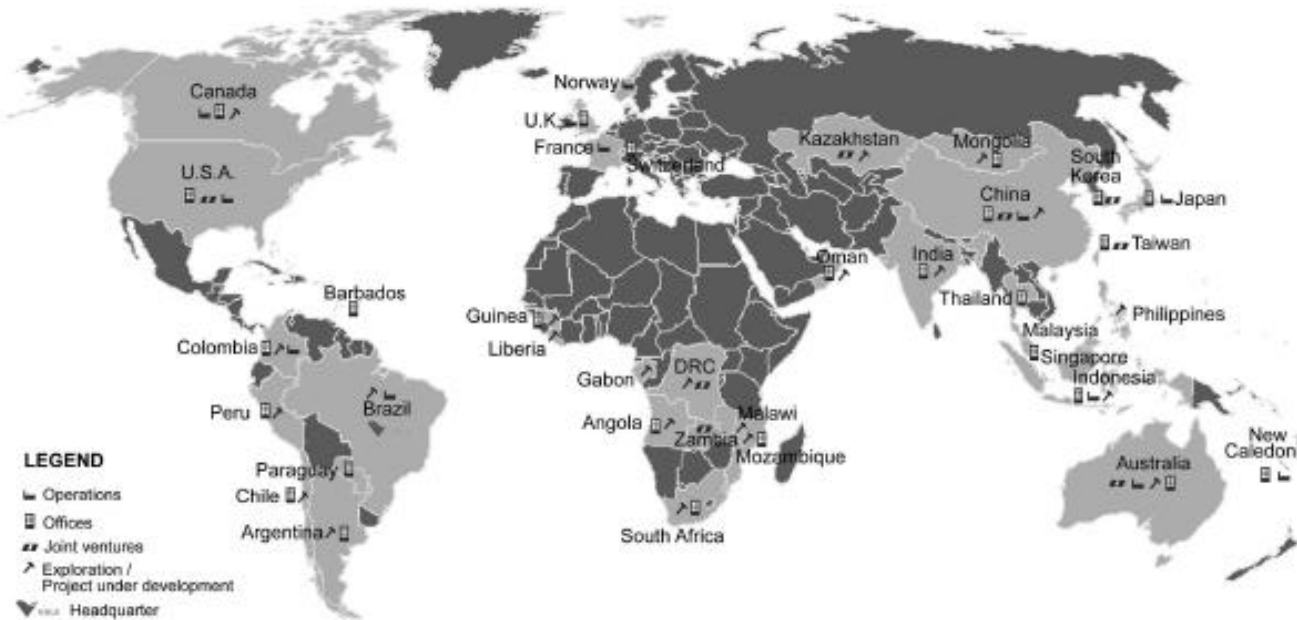 Norway
Canada
U.K.
France
Switzerland
Kazakhstan
Mongolia
South
Korea
U.S.A.
China
Japan
Taiwan
Oman
India
Barbados
Thailand
Philippines
Guinea
Malaysia
Colombia
Liberia
Singapore
DRC
Indonesia
Gabon
Peru
Brazil
Angola
Malawi
Zambia
Mozambique
New
Caledon
Australia
LEGEND
Paraguay
Operations
Chile
Offices
Argentina
South Africa
Joint ventures
Exploration /
Project under development
Headquarter